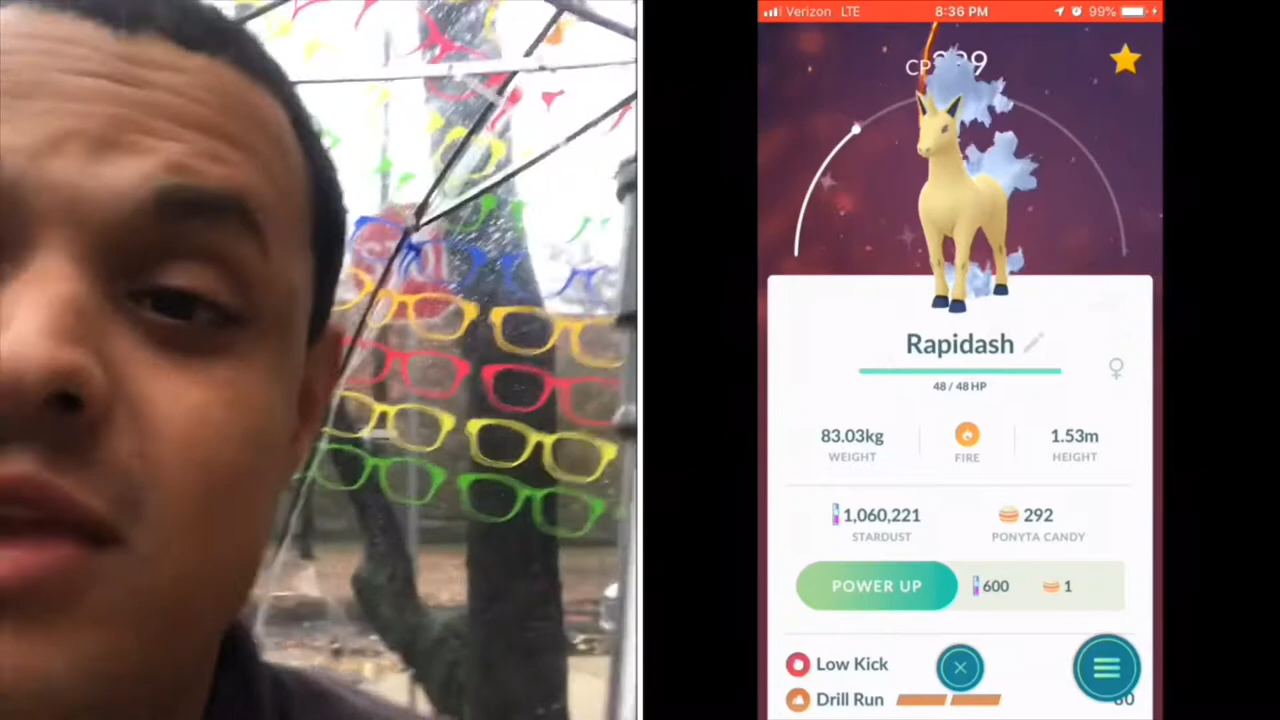 Verizon LTE 8:36 PM 99%
CP
Rapidash
48 / 48 HP
83.03kg 1.53m
WEIGHT FIRE HEIGHT
1,060,221 292
STARDUST PONYTA CANDY
POWER UP 600 1
Low Kick
Drill Run